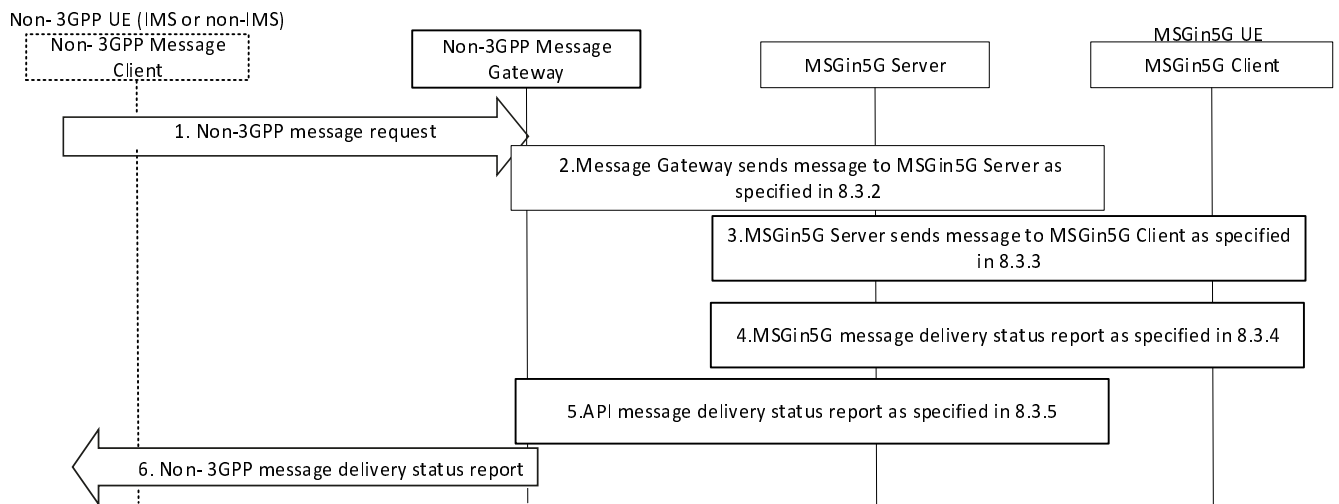 Non- 3GPP UE (IMS or non-IMS)
Non- 3GPP Message
Client
Non-3GPP Message
Gateway
MSGin5G Server
MSGin5G UE
MSGin5G Client
1. Non-3GPP message request
2.Message Gateway sends message to MSGin5G Server as
specified in 8.3.2
3.MSGin5G Server sends message to MSGin5G Client as specified
in 8.3.3
4.MSGin5G message delivery status report as specified in 8.3.4
5.API message delivery status report as specified in 8.3.5
6. Non- 3GPP message delivery status report